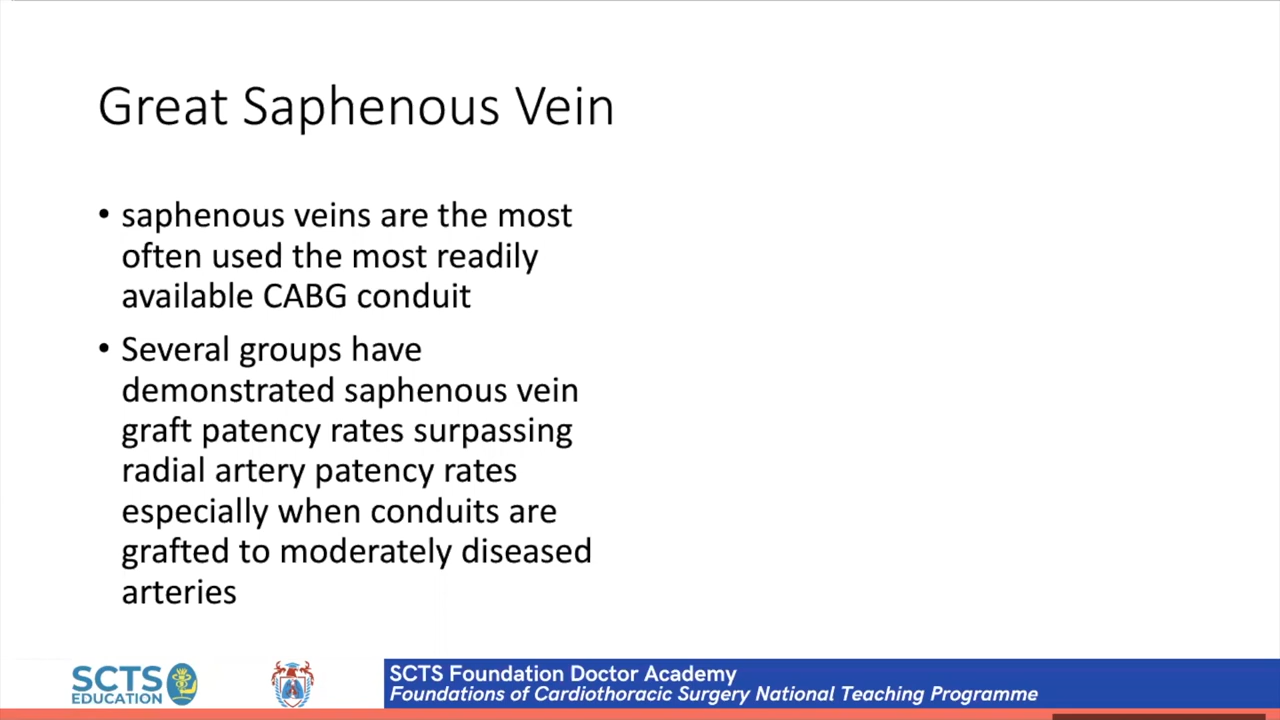 Great Saphenous Vein
• saphenous veins are the most
often used the most readily
available CABG conduit
• Several groups have
demonstrated saphenous vein
graft patency rates surpassing
radial artery patency rates
especially when conduits are
grafted to moderately diseased
arteries
SCTS
EDUCATION
SCTS Foundation Doctor Academy
Foundations of Cardiothoracic Surgery National Teaching Programme